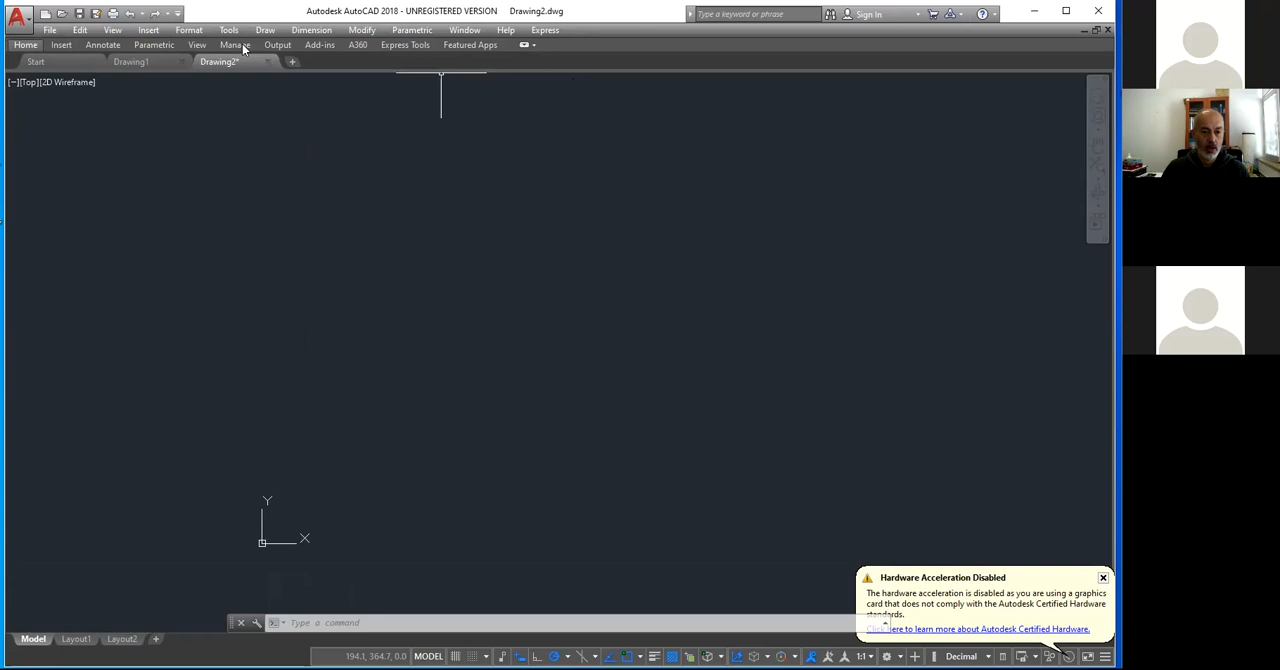 Autodesk AutoCAD 2018 - UNREGISTERED VERSION Drawing2.dwg
Type a keyword or phrase
Sign In
File Edit View Insert Format Tools Draw Dimension Modify Parametric Window Help Express
Home Insert Annotate Parametric View Manage Output Add-ins A360 Express Tools Featured Apps
Start Drawing1 Drawing2*
[−][Top][2D Wireframe]
Y
X
Hardware Acceleration Disabled
The hardware acceleration is disabled as you are using a graphics
card that does not comply with the Autodesk Certified Hardware
standards.
Click here to learn more about Autodesk Certified Hardware.
Type a command
Model Layout1 Layout2 +
194.1, 364.7, 0.0 MODEL 1:1 Decimal